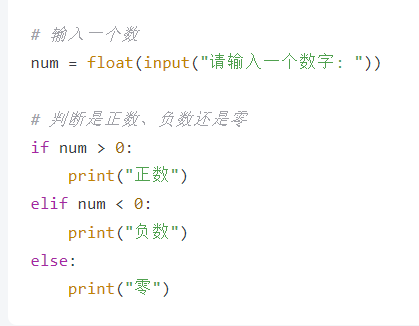 # 输入一个数
num = float(input("请输入一个数字: "))
# 判断是正数、负数还是零
if num > 0:
    print("正数")
elif num < 0:
    print("负数")
else:
    print("零")